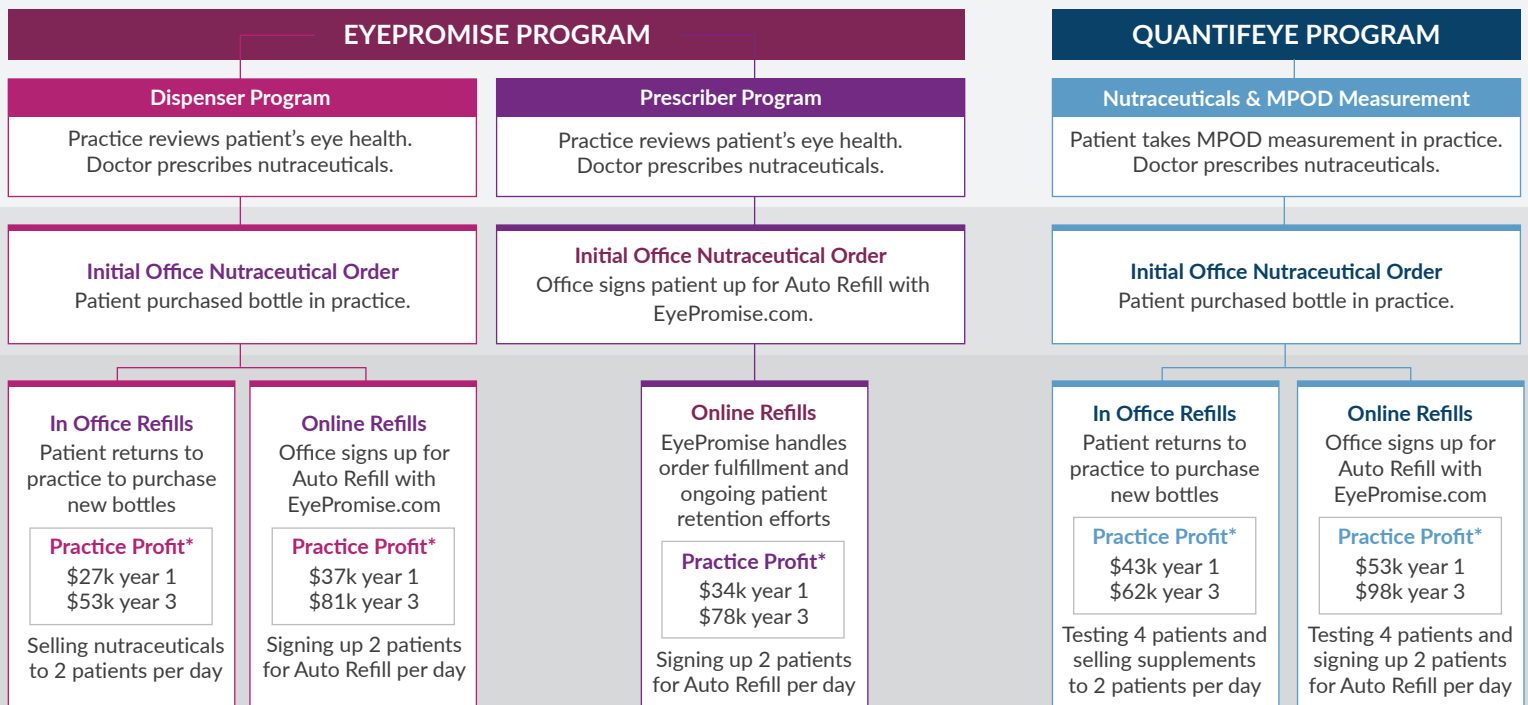 EYEPROMISE PROGRAM
Dispenser Program
Practice reviews patient's eye health.
Doctor prescribes nutraceuticals.
Initial Office Nutraceutical Order
Patient purchased bottle in practice.
In Office Refills
Patient returns to
practice to purchase
new bottles
Practice Profit*
$27k year 1
$53k year 3
Selling nutraceuticals
to 2 patients per day
Online Refills
Office signs up for
Auto Refill with
EyePromise.com
Practice Profit*
$37k year 1
$81k year 3
Signing up 2 patients
for Auto Refill per day
Prescriber Program
Practice reviews patient's eye health.
Doctor prescribes nutraceuticals.
Initial Office Nutraceutical Order
Office signs patient up for Auto Refill with
EyePromise.com.
Online Refills
EyePromise handles
order fulfillment and
ongoing patient
retention efforts
Practice Profit*
$34k year 1
$78k year 3
Signing up 2 patients
for Auto Refill per day
QUANTIFEYE PROGRAM
Nutraceuticals & MPOD Measurement
Patient takes MPOD measurement in practice.
Doctor prescribes nutraceuticals.
Initial Office Nutraceutical Order
Patient purchased bottle in practice.
In Office Refills
Patient returns to
practice to purchase
new bottles
Practice Profit*
$43k year 1
$62k year 3
Testing 4 patients and
selling supplements
to 2 patients per day
Online Refills
Office signs up for
Auto Refill with
EyePromise.com
Practice Profit*
$53k year 1
$98k year 3
Testing 4 patients and
signing up 2 patients
for Auto Refill per day